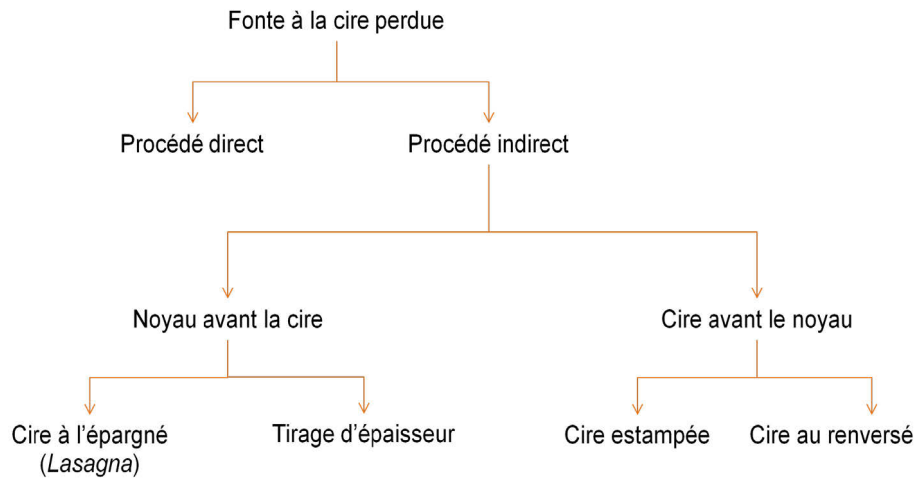 Fonte à la cire perdue
Procédé direct
Procédé indirect
Noyau avant la cire
Cire avant le noyau
Cire à l'épargné
(Lasagna)
Tirage d'épaisseur
Cire estampée
Cire au renversé